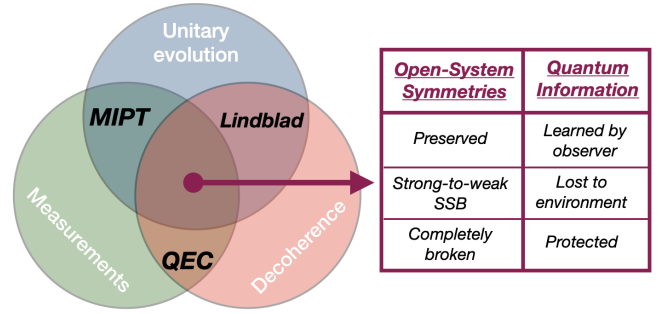 Unitary
evolution
MIPT
Lindblad
Measurements
QEC
Decoherence
Open-System
Symmetries
Quantum
Information
Preserved
Learned by
observer
Strong-to-weak
SSB
Lost to
environment
Completely
broken
Protected